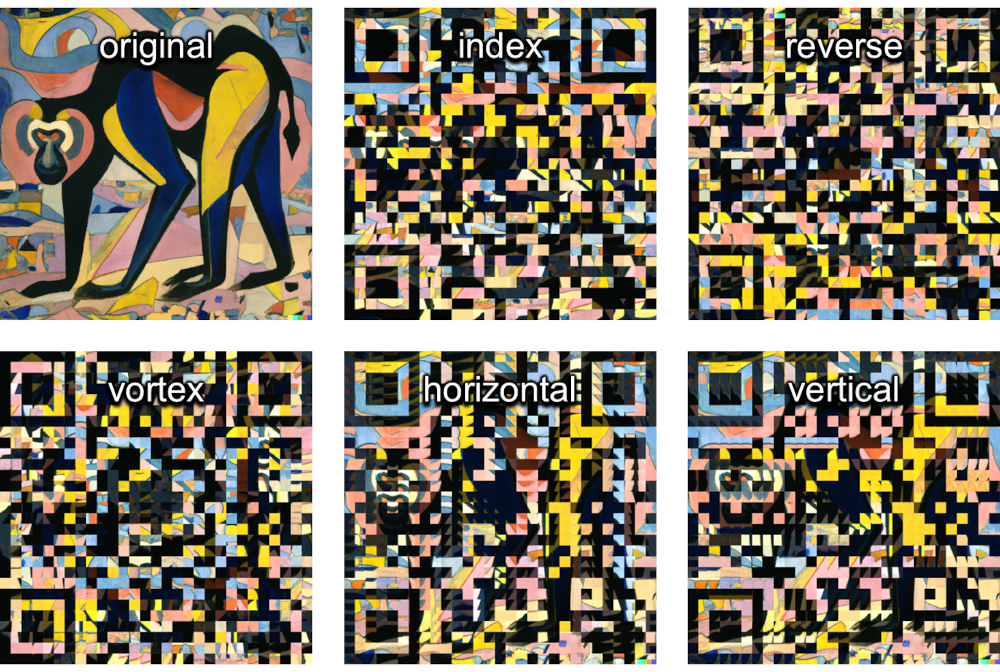 original
index
reverse
vortex
horizontal
vertical